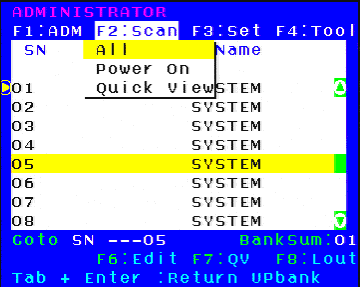 ADMINISTRATOR
F1:ADM F2:Scan F3:Set F4:Tool
SN Name
All
Power On
01 Quick View SYSTEM
02 SYSTEM
03 SYSTEM
04 SYSTEM
05 SYSTEM
06 SYSTEM
07 SYSTEM
08 SYSTEM
Goto SN ---05 BankSum:01
F6:Edit F7:QV F8:Lout
Tab + Enter :Return UPbank